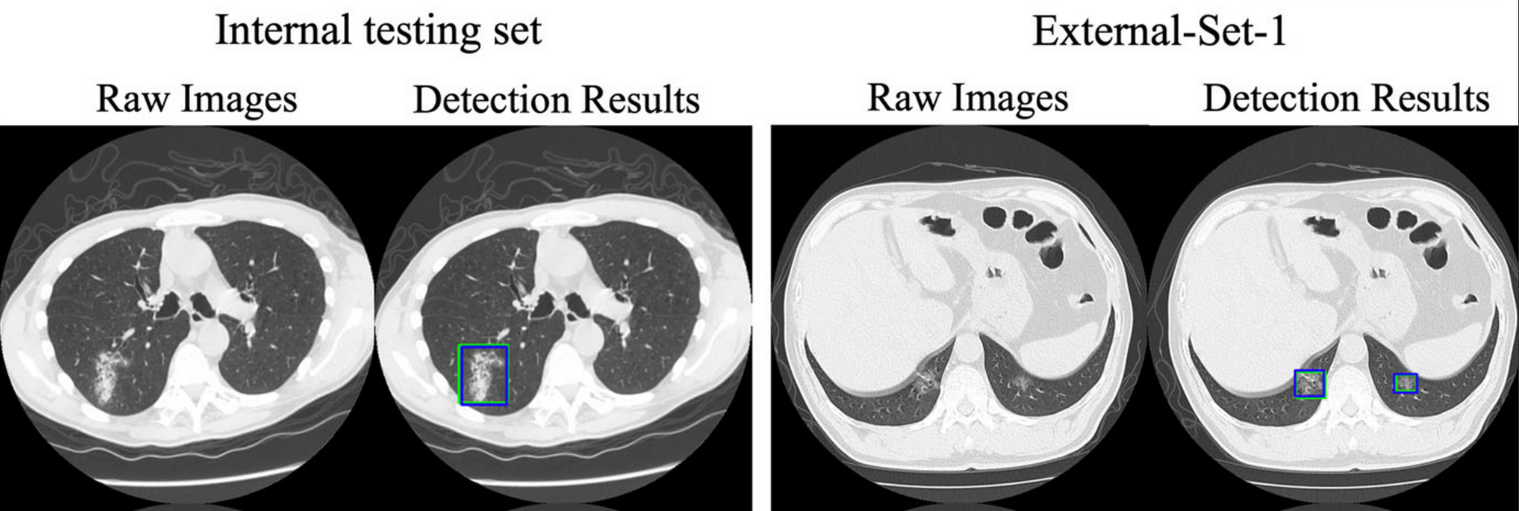 Internal testing set
External-Set-1
Raw Images
Detection Results
Raw Images
Detection Results